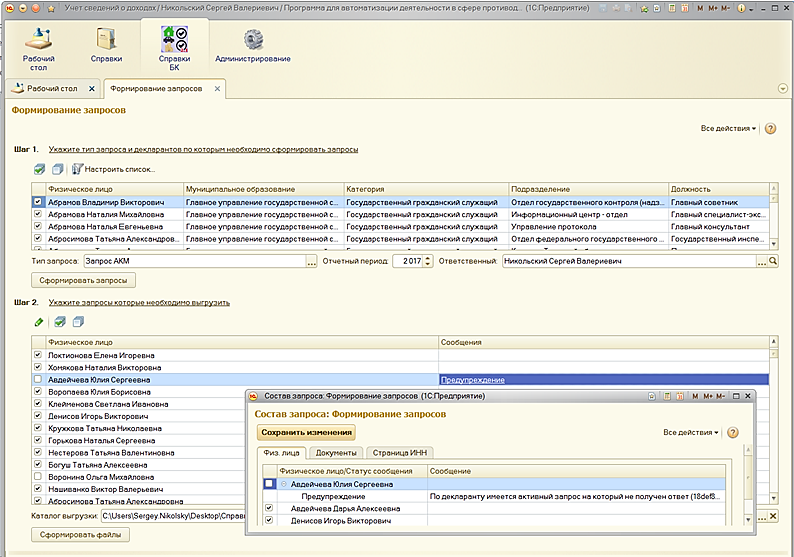 Учет сведений о доходах / Никольский Сергей Валериевич / Программа для автоматизации деятельности в сфере противод... (1С:Предприятие)
M M+ M-
Рабочий стол
Справки
Справки БК
Администрирование
Рабочий стол
Формирование запросов
Формирование запросов
Все действия
Шаг 1. Укажите тип запроса и декларантов по которым необходимо сформировать запросы
Настроить список...
Физическое лицо Муниципальное образование Категория Подразделение Должность
Абрамов Владимир Викторович Главное управление государственной с... Государственный гражданский служащий Отдел государственного контроля (надз... Главный советник
Абрамова Наталия Михайловна Главное управление государственной с... Государственный гражданский служащий Информационный центр - отдел Главный специалист-экс...
Абрамова Наталья Евгеньевна Главное управление государственной с... Государственный гражданский служащий Управление протокола Главный консультант
Абросимова Татьяна Александров... Главное управление государственной с... Государственный гражданский служащий Отдел федерального государственного ... Государственный инспе...
Тип запроса: Запрос АКМ ... Отчетный период: 2017 Ответственный: Никольский Сергей Валериевич ...
Сформировать запросы
Шаг 2. Укажите запросы которые необходимо выгрузить
Физическое лицо Сообщения
Локтионова Елена Игоревна
Хомякова Наталия Викторовна
Авдейчева Юлия Сергеевна Предупреждение
Воропаева Юлия Борисовна
Клейменова Светлана Ивановна
Денисов Игорь Викторович
Кружкова Татьяна Николаевна
Горькова Наталья Сергеевна
Нестерова Татьяна Валентиновна
Богуш Татьяна Алексеевна
Воронина Ольга Михайловна
Нашиванко Виктор Валерьевич
Абросимова Татьяна Александровна
Каталог выгрузки: C:\Users\Sergey.Nikolsky\Desktop\Справ
...
Сформировать файлы
Состав запроса: Формирование запросов (1С:Предприятие)
M M+ M-
Состав запроса: Формирование запросов
Сохранить изменения
Все действия
Физ. лица Документы Страница ИНН
Физическое лицо/Статус сообщения Сообщение
Авдейчева Юлия Сергеевна
Предупреждение По декларанту имеется активный запрос на который не получен ответ (18def8...
Авдейчева Дарья Алексеевна
Денисов Игорь Викторович